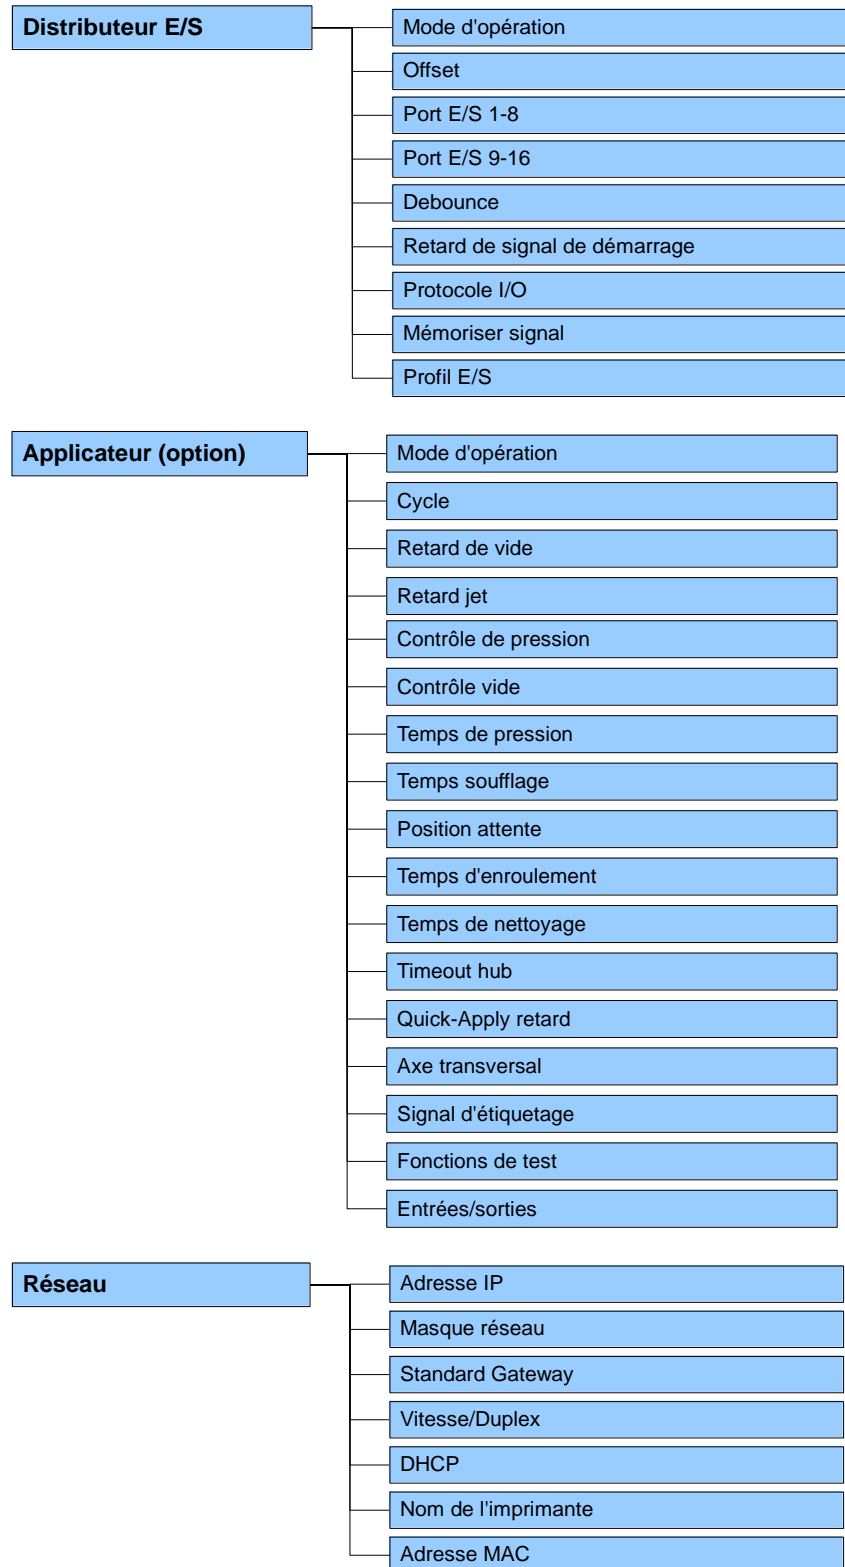 Distributeur E/S
Mode d'opération
Offset
Port E/S 1-8
Port E/S 9-16
Debounce
Retard de signal de démarrage
Protocole I/O
Mémoriser signal
Profil E/S
Applicateur (option)
Mode d'opération
Cycle
Retard de vide
Retard jet
Contrôle de pression
Contrôle vide
Temps de pression
Temps soufflage
Position attente
Temps d'enroulement
Temps de nettoyage
Timeout hub
Quick-Apply retard
Axe transversal
Signal d'étiquetage
Fonctions de test
Entrées/sorties
Réseau
Adresse IP
Masque réseau
Standard Gateway
Vitesse/Duplex
DHCP
Nom de l'imprimante
Adresse MAC